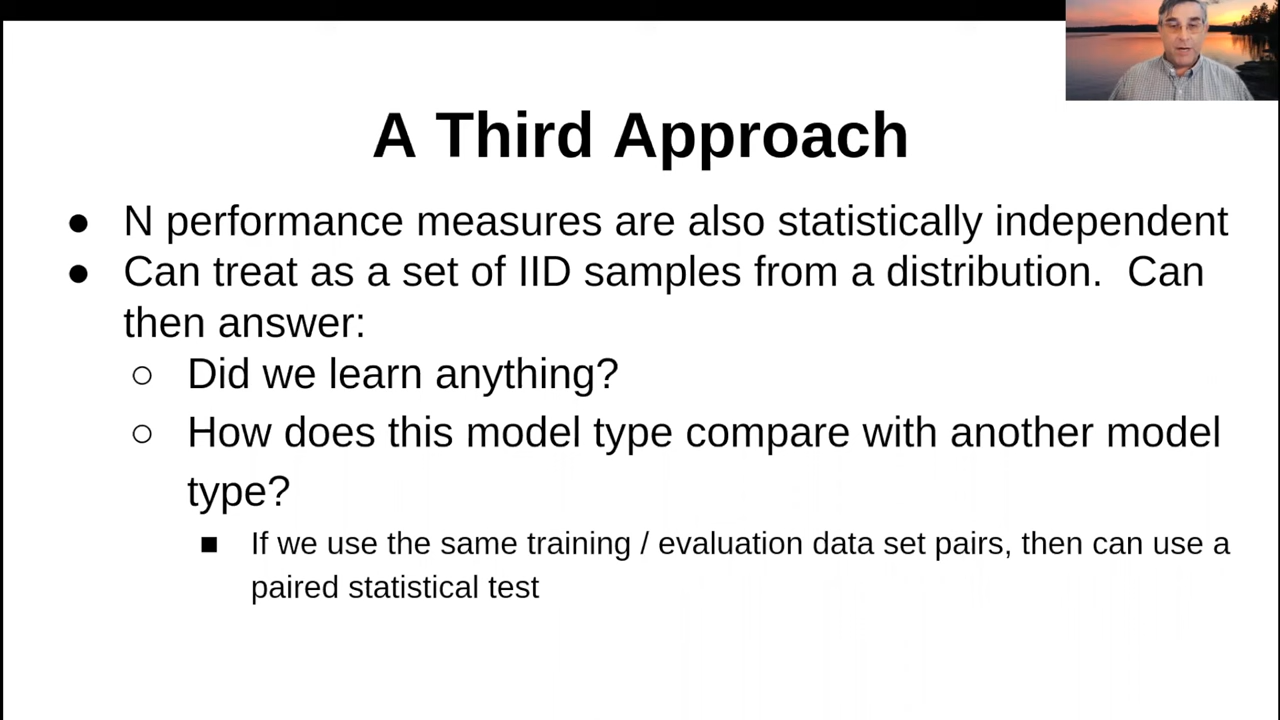 A Third Approach
● N performance measures are also statistically independent
● Can treat as a set of IID samples from a distribution.  Can
then answer:
○ Did we learn anything?
○ How does this model type compare with another model
type?
■ If we use the same training / evaluation data set pairs, then can use a
paired statistical test